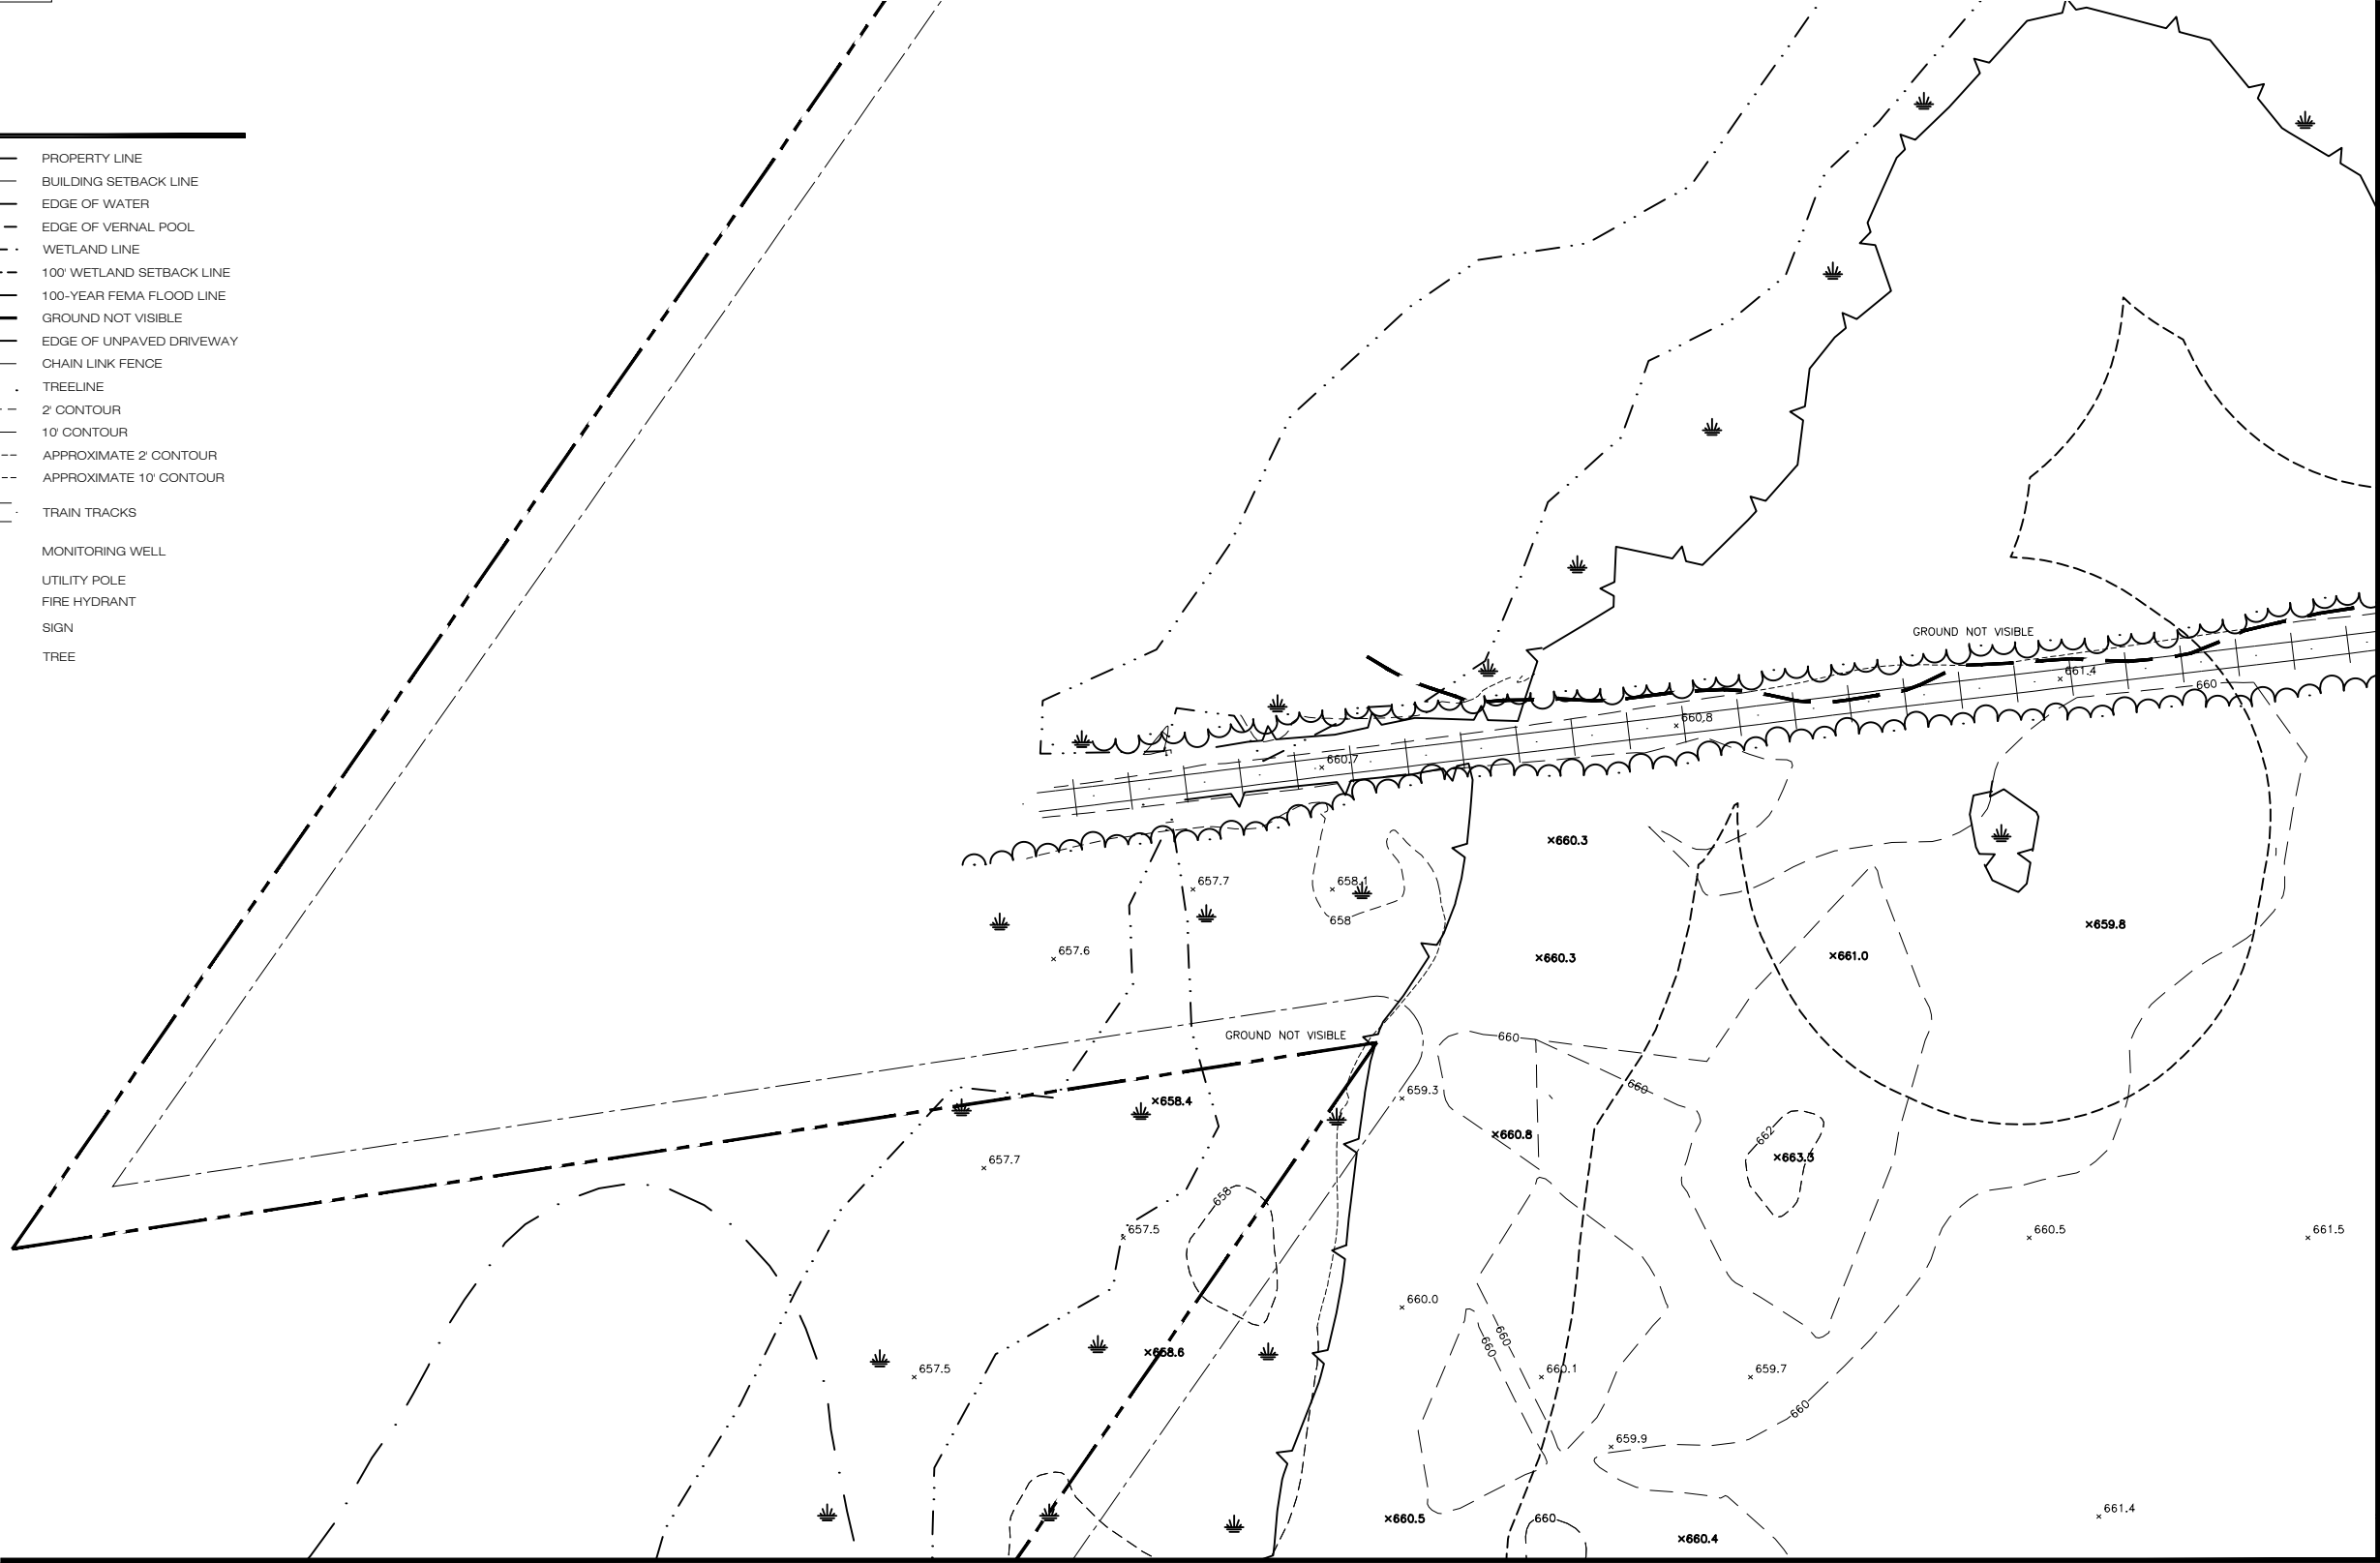 PROPERTY LINE
BUILDING SETBACK LINE
EDGE OF WATER
EDGE OF VERNAL POOL
WETLAND LINE
100' WETLAND SETBACK LINE
100-YEAR FEMA FLOOD LINE
GROUND NOT VISIBLE
EDGE OF UNPAVED DRIVEWAY
CHAIN LINK FENCE
TREELINE
2' CONTOUR
10' CONTOUR
APPROXIMATE 2' CONTOUR
APPROXIMATE 10' CONTOUR
TRAIN TRACKS
MONITORING WELL
UTILITY POLE
FIRE HYDRANT
SIGN
TREE
GROUND NOT VISIBLE
661.4
660
660.8
660.7
×660.3
657.7
658.1
658
×659.8
657.6
×660.3
×661.0
GROUND NOT VISIBLE
660
660
659.3
×658.4
×660.8
662
×663.3
657.7
658
657.5
660.5
661.5
660.0
660
660
×658.6
657.5
660.1
659.7
660
659.9
661.4
×660.5
660
×660.4